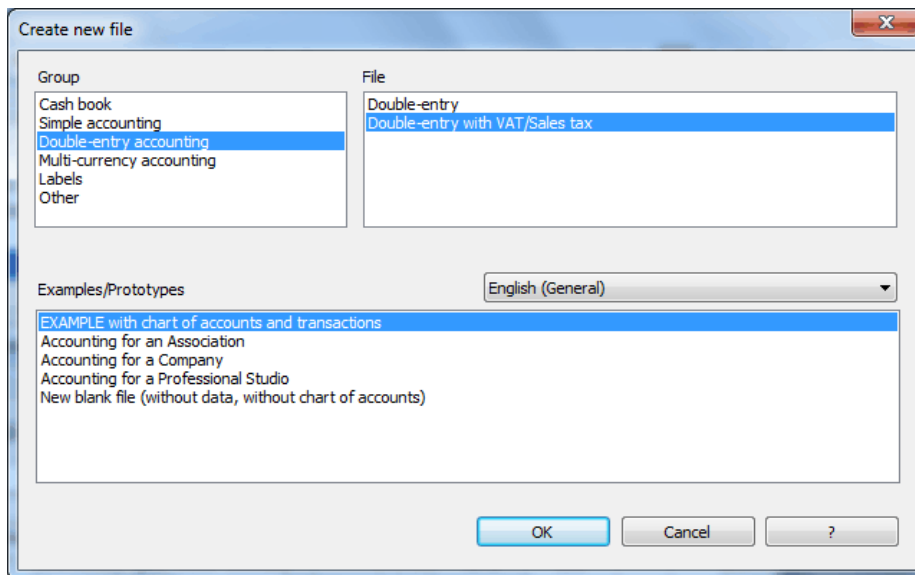 Create new file
Group
File
Cash book
Simple accounting
Double-entry accounting
Multi-currency accounting
Labels
Other
Double-entry
Double-entry with VAT/Sales tax
Examples/Prototypes
English (General)
EXAMPLE with chart of accounts and transactions
Accounting for an Association
Accounting for a Company
Accounting for a Professional Studio
New blank file (without data, without chart of accounts)
OK
Cancel
?